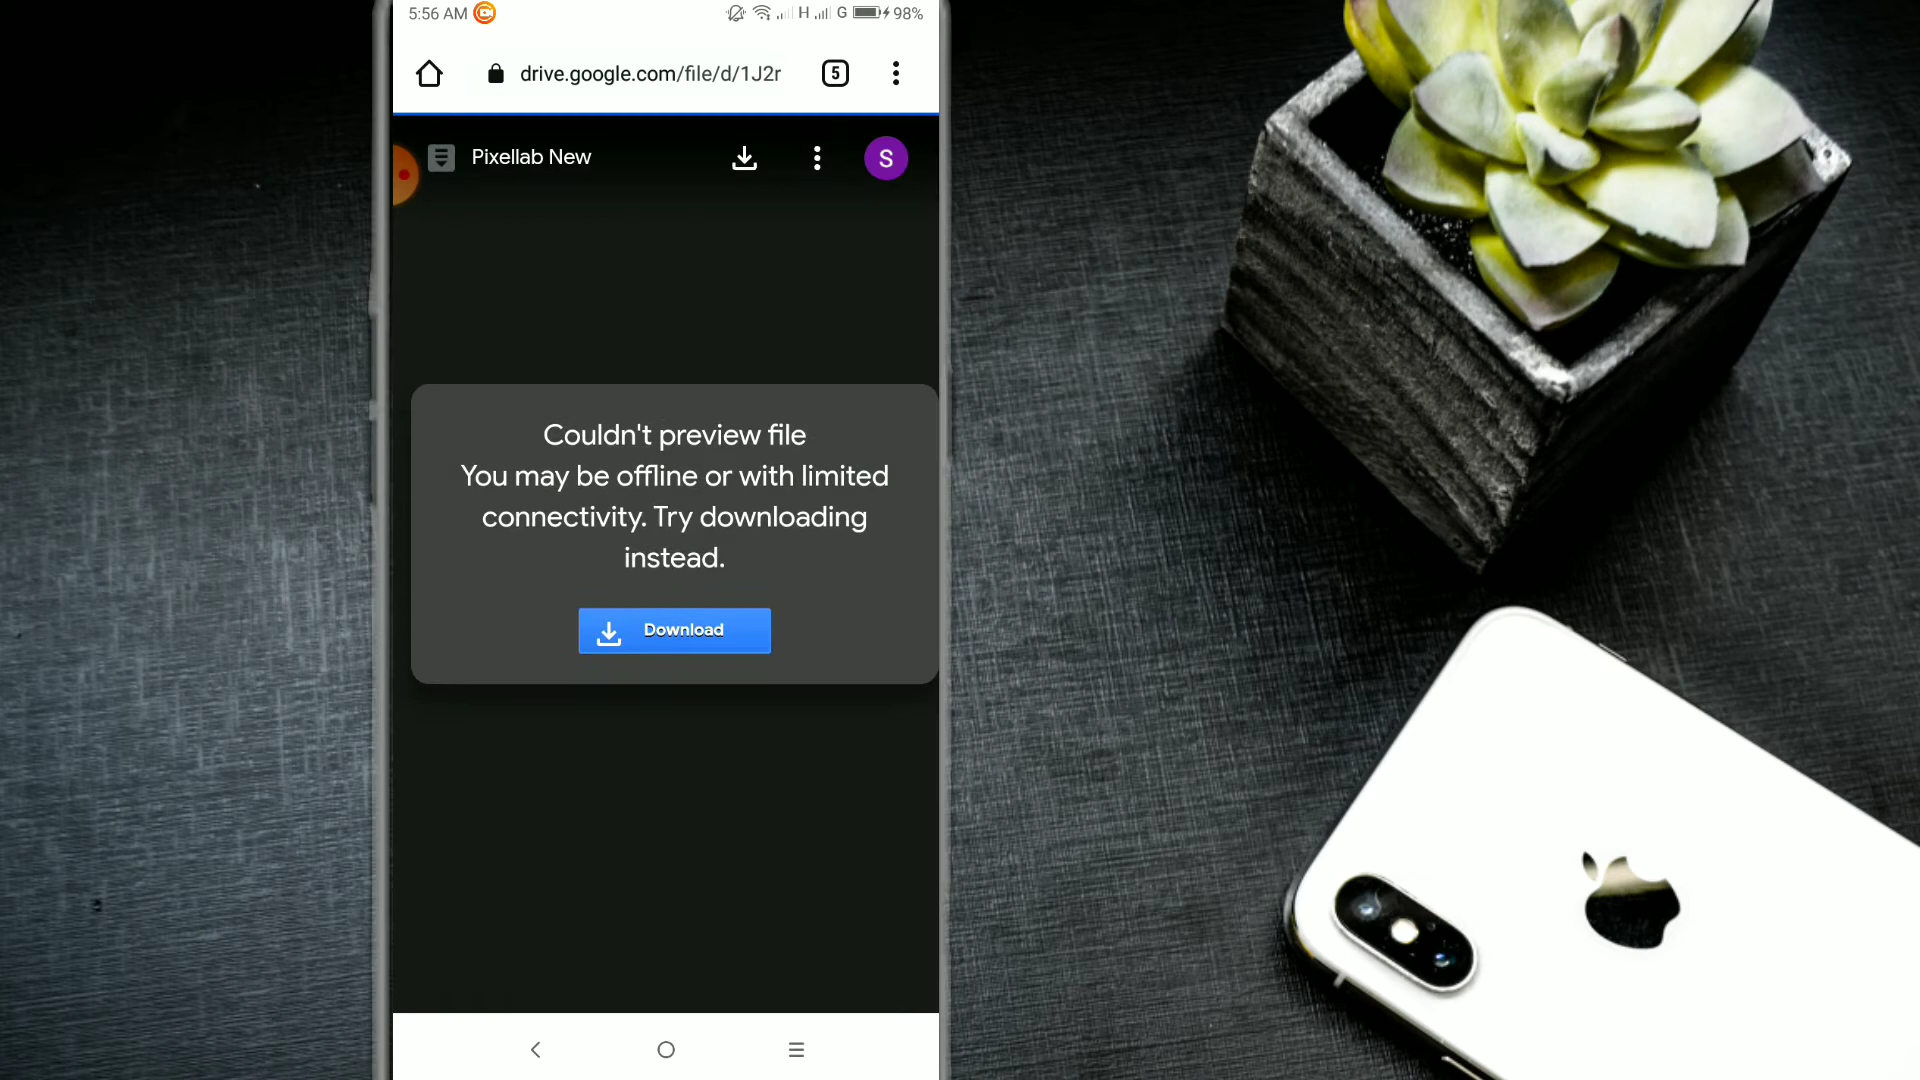 5:56 AM H G 98%
drive.google.com/file/d/1J2r 5
Pixellab New S
Couldn't preview file
You may be offline or with limited
connectivity. Try downloading
instead.
Download